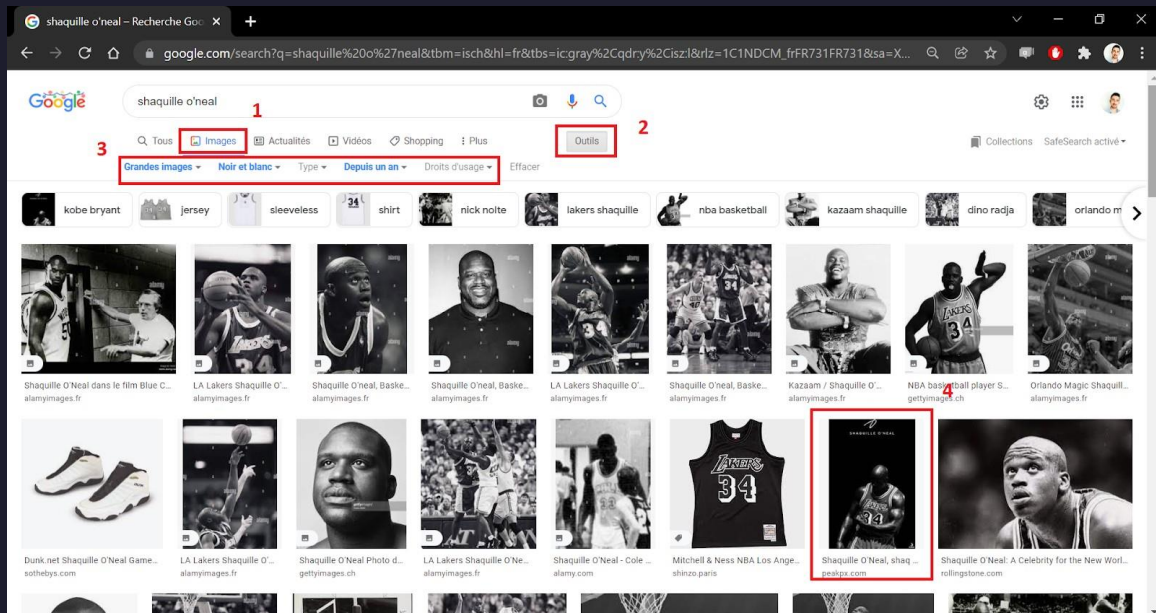 shaquille o'neal – Recherche Goo
google.com/search?q=shaquille%20o%27neal&tbm=isch&hl=fr&tbs=ic:gray%2Cqdr:y%2Cisz:l&rlz=1C1NDCM_frFR731FR731&sa=X...
Google
shaquille o'neal
1
2
3
Tous Images Actualités Vidéos Shopping Plus Outils Collections SafeSearch activé
Grandes images Noir et blanc Type Depuis un an Droits d'usage Effacer
kobe bryant jersey sleeveless shirt nick nolte lakers shaquille nba basketball kazaam shaquille dino radja orlando m
Shaquille O'Neal dans le film Blue C... LA Lakers Shaquille O'... Shaquille O'neal, Baske... Shaquille O'neal, Baske... LA Lakers Shaquille O'... Shaquille O'neal, Baske... Kazaam / Shaquille O'... NBA basketball player S... Orlando Magic Shaquill...
alamyimages.fr alamyimages.fr alamyimages.fr alamyimages.fr alamyimages.fr alamyimages.fr alamyimages.fr gettyimages.ch alamyimages.fr
4
SHAQUILLE O'NEAL
LAKERS
34
Dunk.net Shaquille O'Neal Game... LA Lakers Shaquille O'... Shaquille O'Neal Photo d... LA Lakers Shaquille O'Ne... Shaquille O'Neal - Cole ... Mitchell & Ness NBA Los Ange... Shaquille O'Neal, shaq ... Shaquille O'Neal: A Celebrity for the New Worl...
sothebys.com alamyimages.fr gettyimages.ch alamyimages.fr alamy.com shinzo.paris peakpx.com rollingstone.com